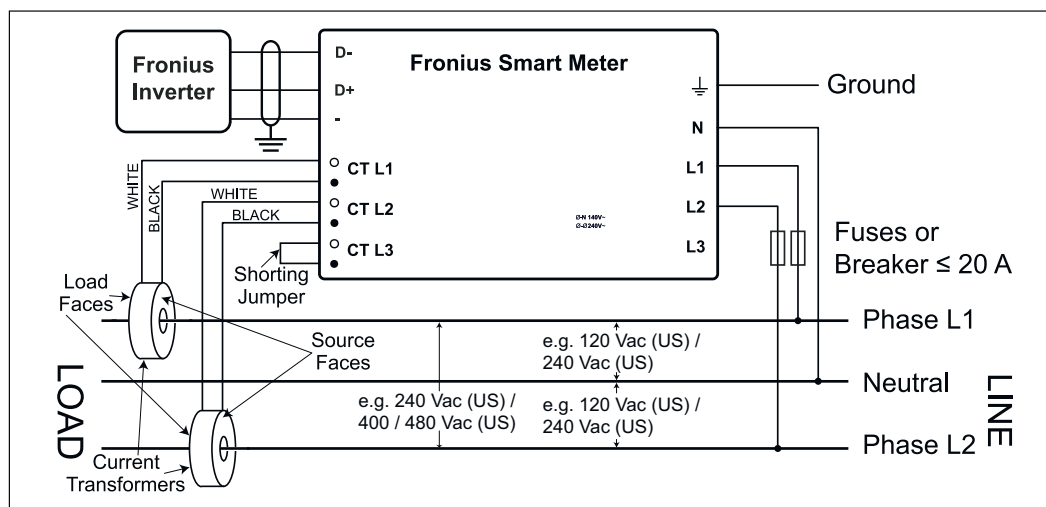 Fronius
Inverter
D-
D+
-
Fronius Smart Meter
Ground
N
CT L1
L1
WHITE
BLACK
WHITE
CT L2
L2
BLACK
Ø-N 140V~
Ø-Ø240V~
CT L3
L3
Shorting
Jumper
Fuses or
Breaker ≤ 20 A
Load
Faces
Source
Faces
Phase L1
e.g. 120 Vac (US) /
240 Vac (US)
Neutral
e.g. 240 Vac (US) /
400 / 480 Vac (US)
e.g. 120 Vac (US) /
240 Vac (US)
LOAD
LINE
Phase L2
Current
Transformers